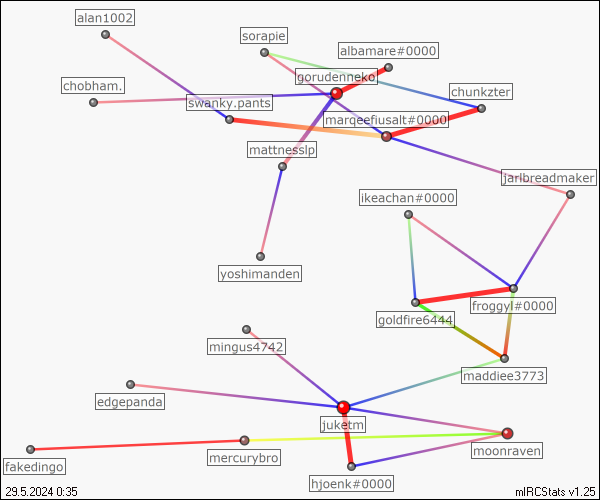 alan1002
sorapie
albamare#0000
gorudenneko
chobham.
chunkzter
swanky.pants
marqeefusalt#0000
mattnesslp
jarlbreadmaker
ikeachan#0000
yoshimanden
froggyl#0000
goldfire6444
mingus4742
maddiee3773
edgepanda
juketm
moonraven
mercurybro
fakedingo
hjoenk#0000
29.5.2024 0:35
mIRCStats v1.25